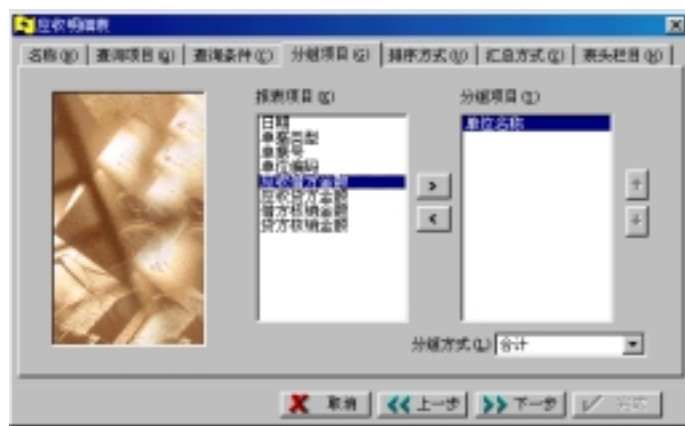 应收明细表
名称(N) 查询项目(Q) 查询条件(C) 分组项目(G) 排序方式(U) 汇总方式(G) 表头栏目(H)
报表项目(X) 分组项目(T)
日期 单位名称
单据类型
单据号
单位编码
应收借方金额
应收贷方金额
借方核销金额
贷方核销金额
> <
分组方式(L) 合计
取消 上一步 下一步 完成